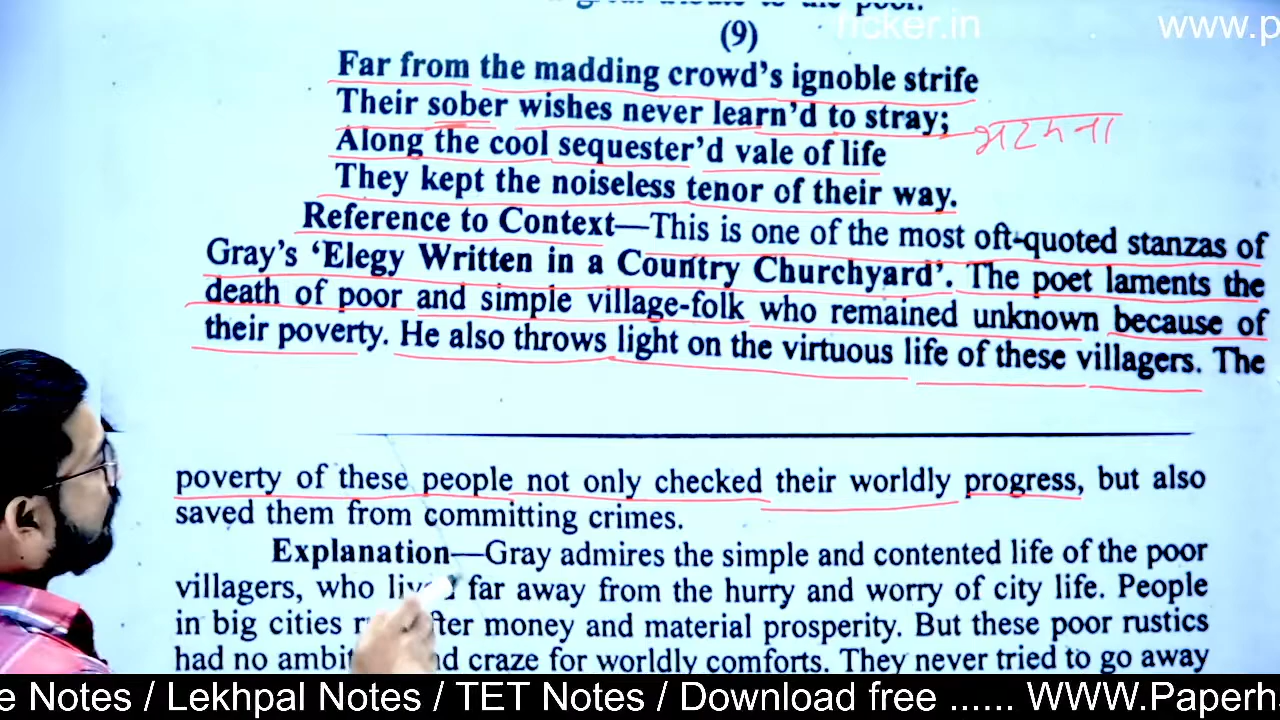 great tribute to the poor.
ficker.in
www.p
(9)
Far from the madding crowd's ignoble strife
Their sober wishes never learn'd to stray;
भटकना
Along the cool sequester'd vale of life
They kept the noiseless tenor of their way.
Reference to Context—This is one of the most oft-quoted stanzas of
Gray's 'Elegy Written in a Country Churchyard'. The poet laments the
death of poor and simple village-folk who remained unknown because of
their poverty. He also throws light on the virtuous life of these villagers. The
poverty of these people not only checked their worldly progress, but also
saved them from committing crimes.
Explanation—Gray admires the simple and contented life of the poor
villagers, who far away from the hurry and worry of city life. People
in big cities money and material prosperity. But these poor rustics
had no craze for worldly comforts. They never tried to go away
e Notes / Lekhpal Notes / TET Notes / Download free ...... WWW.Paperh